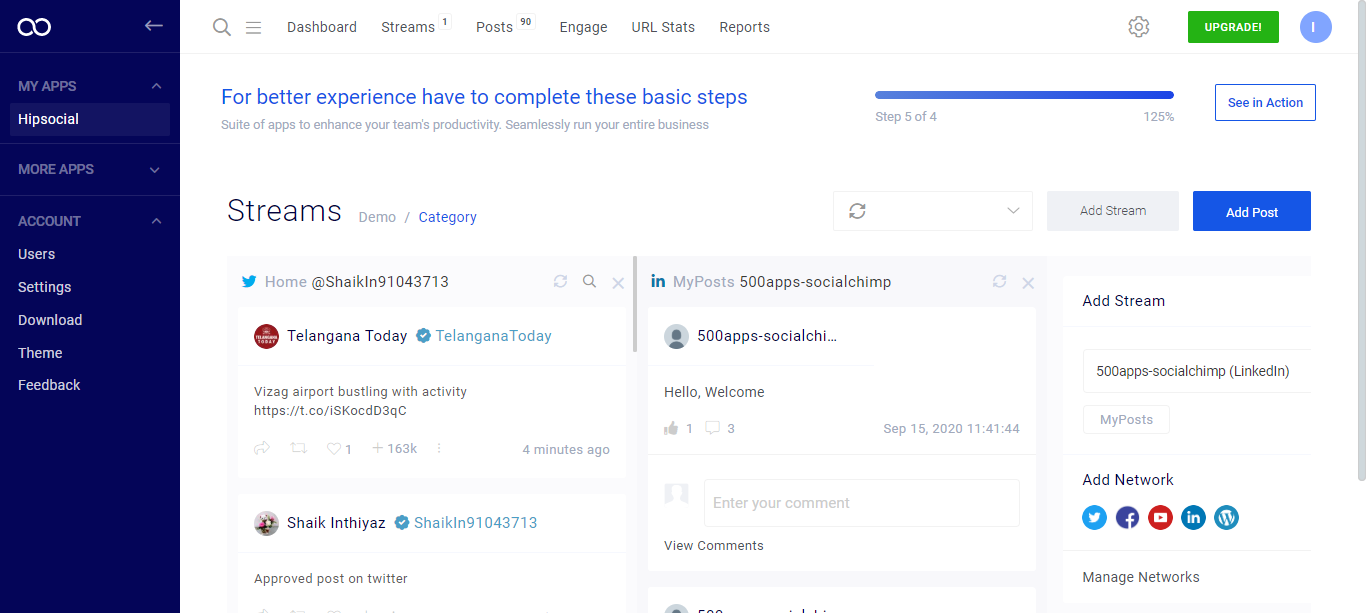 Dashboard Streams 1 Posts 90 Engage URL Stats Reports UPGRADE! I
MY APPS
Hipsocial
MORE APPS
ACCOUNT
Users
Settings
Download
Theme
Feedback
For better experience have to complete these basic steps
Suite of apps to enhance your team's productivity. Seamlessly run your entire business
Step 5 of 4 125%
See in Action
Streams Demo / Category
Add Stream
Add Post
Home @ShaikIn91043713
TELANGANA TODAY
Telangana Today TelanganaToday
Vizag airport bustling with activity
https://t.co/iSKocdD3qC
1 163k 4 minutes ago
Shaik Inthiyaz ShaikIn91043713
Approved post on twitter
MyPosts 500apps-socialchimp
500apps-socialchi...
Hello, Welcome
1 3 Sep 15, 2020 11:41:44
Enter your comment
View Comments
Add Stream
500apps-socialchimp (LinkedIn)
MyPosts
Add Network
Manage Networks